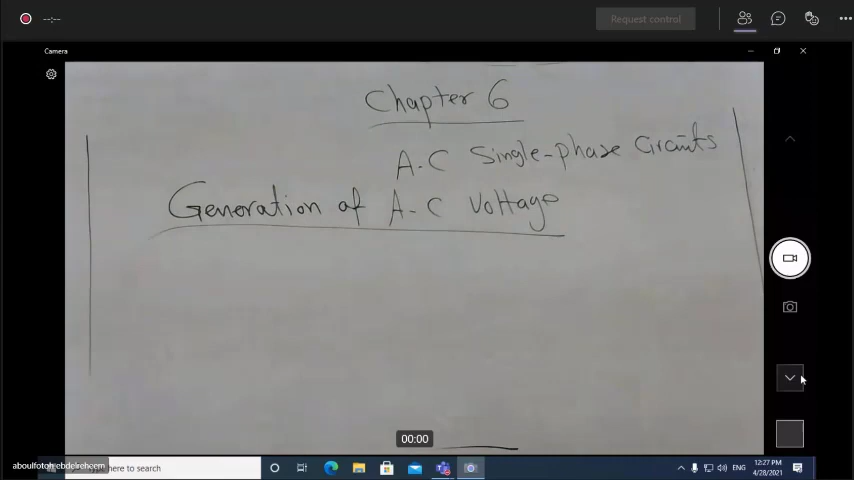 --:--
Request control
Camera
Chapter 6
A.C Single-phase Circuits
Generation of A-C Voltage
00:00
aboulfotoh ebdelreheem
here to search
ENG
12:27 PM
4/28/2021